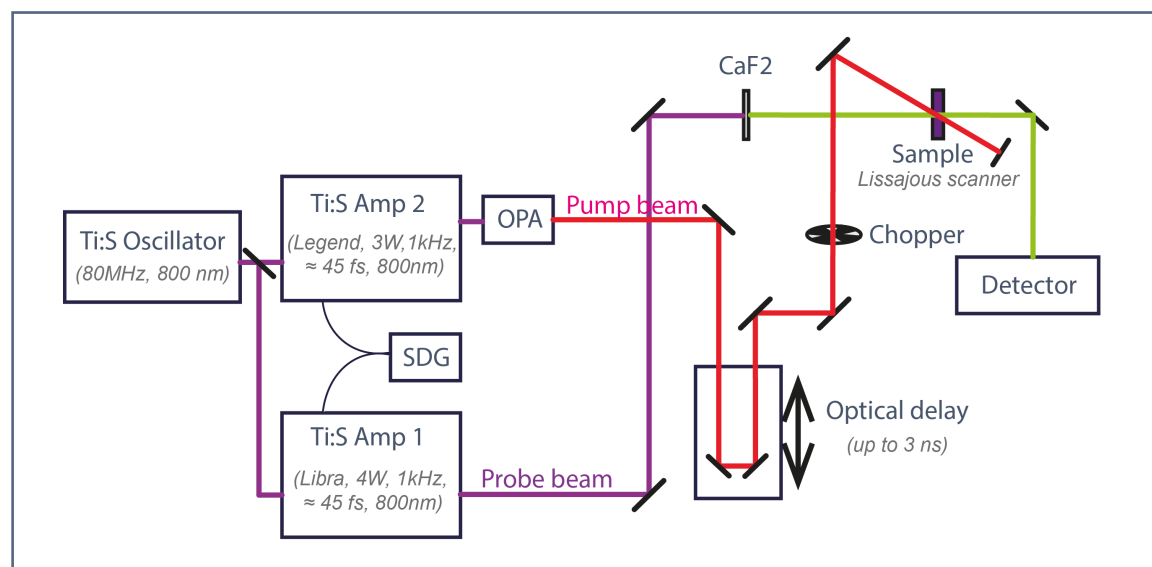 CaF2
Sample
Lissajous scanner
Ti:S Amp 2
(Legend, 3W,1kHz,
≈ 45 fs, 800nm)
OPA
Pump beam
Ti:S Oscillator
(80MHz, 800 nm)
Chopper
Detector
SDG
Ti:S Amp 1
(Libra, 4W, 1kHz,
≈ 45 fs, 800nm)
Probe beam
Optical delay
(up to 3 ns)